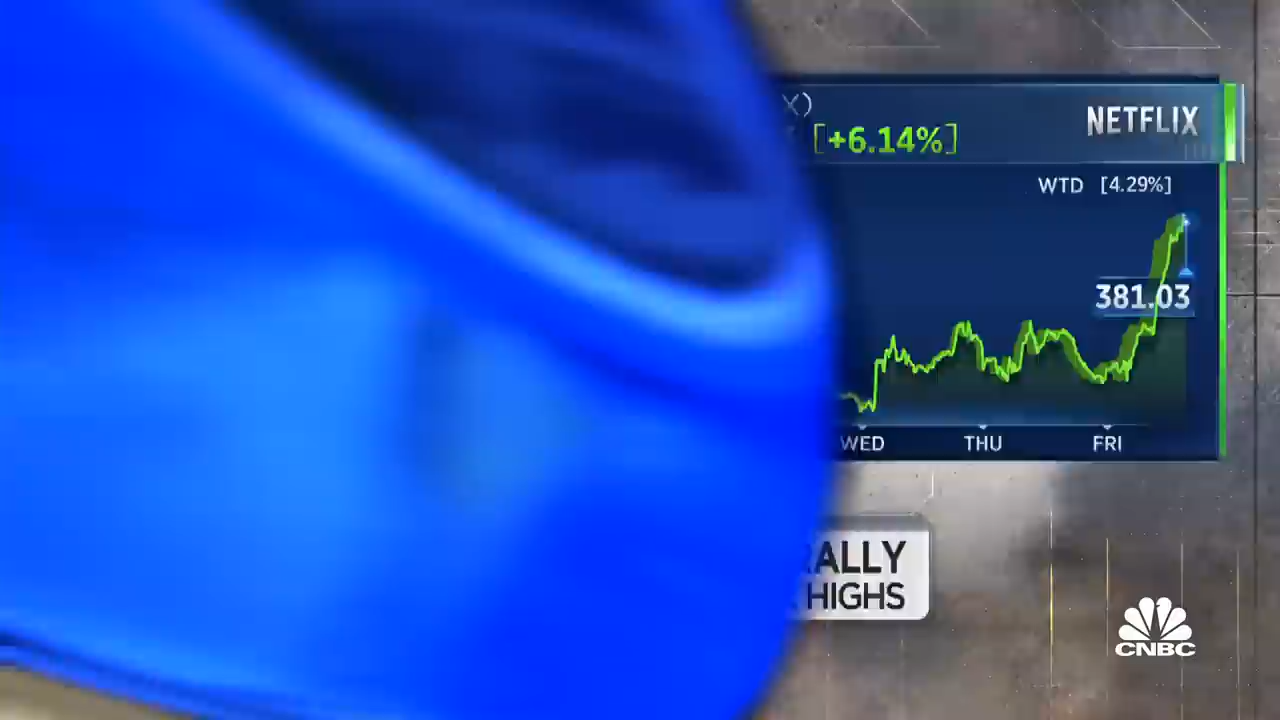 X)
[+6.14%]
NETFLIX
WTD [4.29%]
381.03
WED THU FRI
RALLY
HIGHS
CNBC